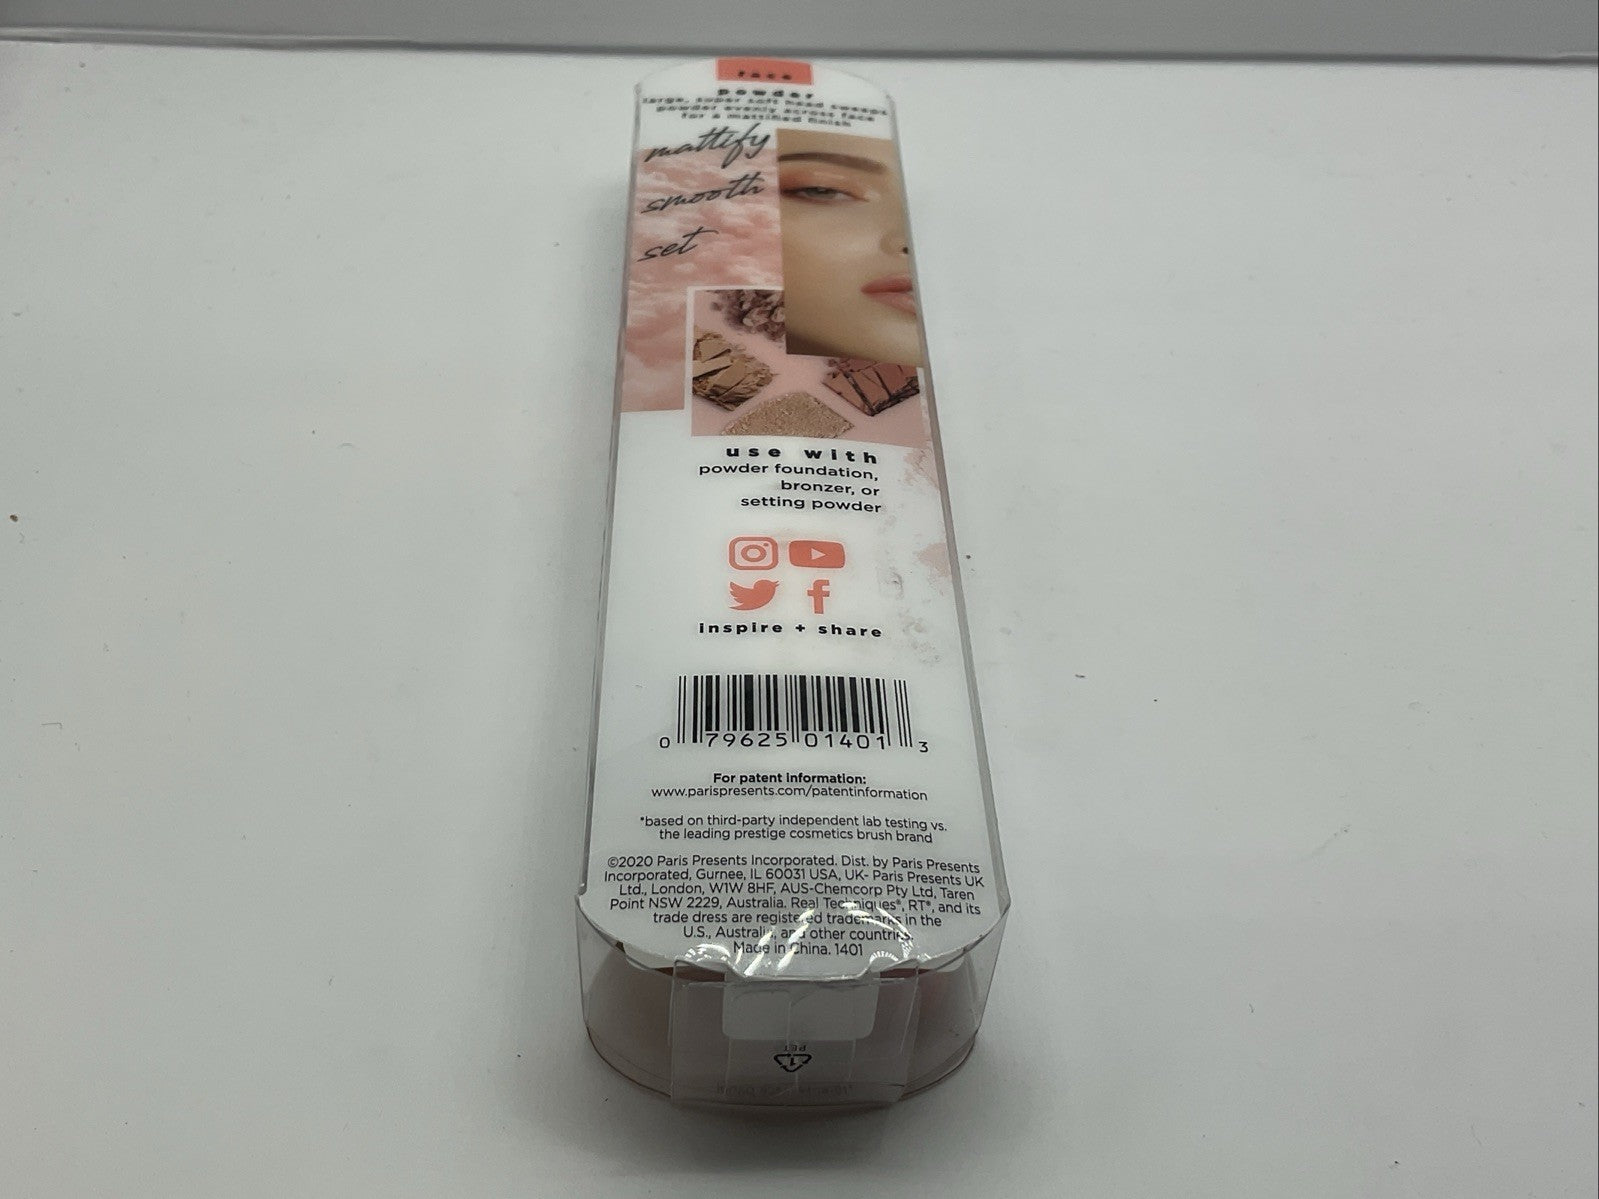 face
powder
large, super soft head sweeps
powder evenly across face
for a mattified finish
mattify
smooth
set
use with
powder foundation,
bronzer, or
setting powder
inspire + share
0 79625 01401 3
For patent information:
www.parispresents.com/patentinformation
*based on third-party independent lab testing vs.
the leading prestige cosmetics brush brand
©2020 Paris Presents Incorporated. Dist. by Paris Presents
Incorporated, Gurnee, IL 60031 USA, UK- Paris Presents UK
Ltd., London, W1W 8HF, AUS-Chemcorp Pty Ltd, Taren
Point NSW 2229, Australia. Real Techniques®, RT®, and its
trade dress are registered trademarks in the
U.S., Australia, and other countries.
Made in China. 1401
PET
1